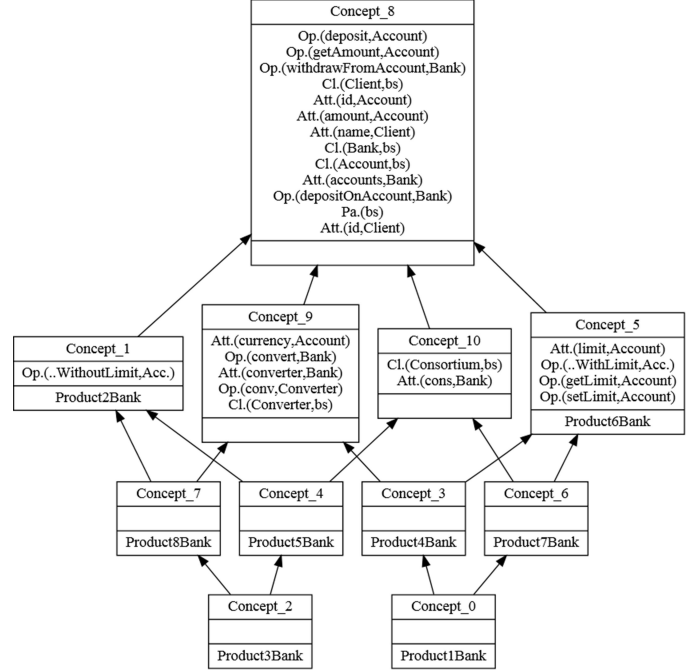 Concept_8
Op.(deposit,Account)
Op.(getAmount,Account)
Op.(withdrawFromAccount,Bank)
Cl.(Client,bs)
Att.(id,Account)
Att.(amount,Account)
Att.(name,Client)
Cl.(Bank,bs)
Cl.(Account,bs)
Att.(accounts,Bank)
Op.(depositOnAccount,Bank)
Pa.(bs)
Att.(id,Client)
Concept_1
Op.(..WithoutLimit,Acc.)
Product2Bank
Concept_9
Att.(currency,Account)
Op.(convert,Bank)
Att.(converter,Bank)
Op.(conv,Converter)
Cl.(Converter,bs)
Concept_10
Cl.(Consortium,bs)
Att.(cons,Bank)
Concept_5
Att.(limit,Account)
Op.(..WithLimit,Acc.)
Op.(getLimit,Account)
Op.(setLimit,Account)
Product6Bank
Concept_7
Product8Bank
Concept_4
Product5Bank
Concept_3
Product4Bank
Concept_6
Product7Bank
Concept_2
Product3Bank
Concept_0
Product1Bank